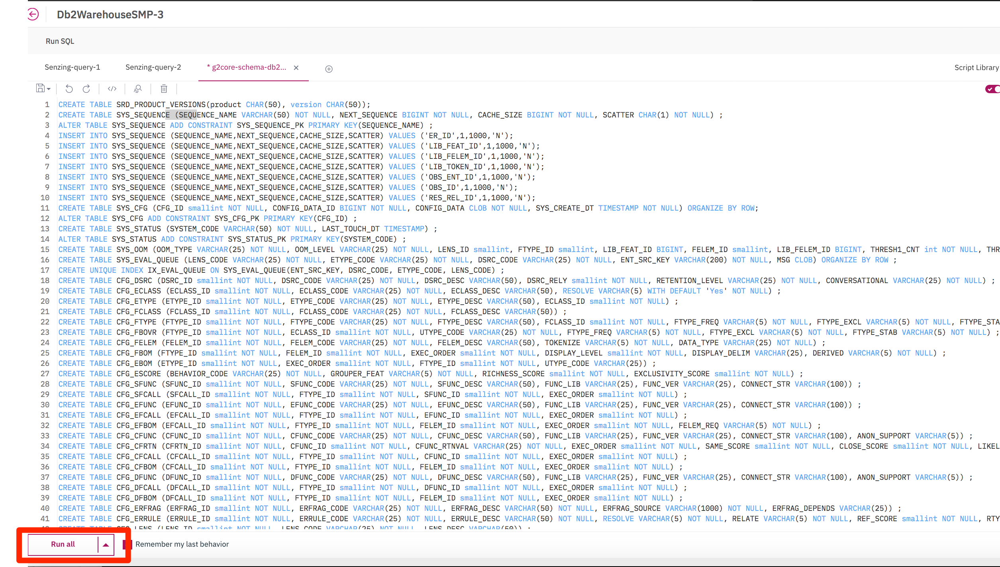 Db2WarehouseSMP-3
Run SQL
Senzing-query-1 Senzing-query-2 * g2core-schema-db2... Script Library
1 CREATE TABLE SRD_PRODUCT_VERSIONS(product CHAR(50), version CHAR(50));
2 CREATE TABLE SYS_SEQUENCE (SEQUENCE_NAME VARCHAR(50) NOT NULL, NEXT_SEQUENCE BIGINT NOT NULL, CACHE_SIZE BIGINT NOT NULL, SCATTER CHAR(1) NOT NULL) ;
3 ALTER TABLE SYS_SEQUENCE ADD CONSTRAINT SYS_SEQUENCE_PK PRIMARY KEY(SEQUENCE_NAME) ;
4 INSERT INTO SYS_SEQUENCE (SEQUENCE_NAME,NEXT_SEQUENCE,CACHE_SIZE,SCATTER) VALUES ('ER_ID',1,1000,'N');
5 INSERT INTO SYS_SEQUENCE (SEQUENCE_NAME,NEXT_SEQUENCE,CACHE_SIZE,SCATTER) VALUES ('LIB_FEAT_ID',1,1000,'N');
6 INSERT INTO SYS_SEQUENCE (SEQUENCE_NAME,NEXT_SEQUENCE,CACHE_SIZE,SCATTER) VALUES ('LIB_FELEM_ID',1,1000,'N');
7 INSERT INTO SYS_SEQUENCE (SEQUENCE_NAME,NEXT_SEQUENCE,CACHE_SIZE,SCATTER) VALUES ('LIB_TOKEN_ID',1,1000,'N');
8 INSERT INTO SYS_SEQUENCE (SEQUENCE_NAME,NEXT_SEQUENCE,CACHE_SIZE,SCATTER) VALUES ('OBS_ENT_ID',1,1000,'N');
9 INSERT INTO SYS_SEQUENCE (SEQUENCE_NAME,NEXT_SEQUENCE,CACHE_SIZE,SCATTER) VALUES ('OBS_ID',1,1000,'N');
10 INSERT INTO SYS_SEQUENCE (SEQUENCE_NAME,NEXT_SEQUENCE,CACHE_SIZE,SCATTER) VALUES ('RES_REL_ID',1,1000,'N');
11 CREATE TABLE SYS_CFG (CFG_ID smallint NOT NULL, CONFIG_DATA_ID BIGINT NOT NULL, CONFIG_DATA CLOB NOT NULL, SYS_CREATE_DT TIMESTAMP NOT NULL) ORGANIZE BY ROW;
12 ALTER TABLE SYS_CFG ADD CONSTRAINT SYS_CFG_PK PRIMARY KEY(CFG_ID) ;
13 CREATE TABLE SYS_STATUS (SYSTEM_CODE VARCHAR(50) NOT NULL, LAST_TOUCH_DT TIMESTAMP) ;
14 ALTER TABLE SYS_STATUS ADD CONSTRAINT SYS_STATUS_PK PRIMARY KEY(SYSTEM_CODE) ;
15 CREATE TABLE SYS_OOM (OOM_TYPE VARCHAR(25) NOT NULL, OOM_LEVEL VARCHAR(25) NOT NULL, LENS_ID smallint, FTYPE_ID smallint, LIB_FEAT_ID BIGINT, FELEM_ID smallint, LIB_FELEM_ID BIGINT, THRESH1_CNT int NOT NULL, THR
16 CREATE TABLE SYS_EVAL_QUEUE (LENS_CODE VARCHAR(25) NOT NULL, ETYPE_CODE VARCHAR(25) NOT NULL, DSRC_CODE VARCHAR(25) NOT NULL, ENT_SRC_KEY VARCHAR(200) NOT NULL, MSG CLOB) ORGANIZE BY ROW ;
17 CREATE UNIQUE INDEX IX_EVAL_QUEUE ON SYS_EVAL_QUEUE(ENT_SRC_KEY, DSRC_CODE, ETYPE_CODE, LENS_CODE) ;
18 CREATE TABLE CFG_DSRC (DSRC_ID smallint NOT NULL, DSRC_CODE VARCHAR(25) NOT NULL, DSRC_DESC VARCHAR(50), DSRC_RELY smallint NOT NULL, RETENTION_LEVEL VARCHAR(25) NOT NULL, CONVERSATIONAL VARCHAR(25) NOT NULL) ;
19 CREATE TABLE CFG_ECLASS (ECLASS_ID smallint NOT NULL, ECLASS_CODE VARCHAR(25) NOT NULL, ECLASS_DESC VARCHAR(50), RESOLVE VARCHAR(5) WITH DEFAULT 'Yes' NOT NULL) ;
20 CREATE TABLE CFG_ETYPE (ETYPE_ID smallint NOT NULL, ETYPE_CODE VARCHAR(25) NOT NULL, ETYPE_DESC VARCHAR(50), ECLASS_ID smallint NOT NULL) ;
21 CREATE TABLE CFG_FCLASS (FCLASS_ID smallint NOT NULL, FCLASS_CODE VARCHAR(25) NOT NULL, FCLASS_DESC VARCHAR(50)) ;
22 CREATE TABLE CFG_FTYPE (FTYPE_ID smallint NOT NULL, FTYPE_CODE VARCHAR(25) NOT NULL, FTYPE_DESC VARCHAR(50), FCLASS_ID smallint NOT NULL, FTYPE_FREQ VARCHAR(5) NOT NULL, FTYPE_EXCL VARCHAR(5) NOT NULL, FTYPE_STA
23 CREATE TABLE CFG_FBOVR (FTYPE_ID smallint NOT NULL, ECLASS_ID smallint NOT NULL, UTYPE_CODE VARCHAR(25) NOT NULL, FTYPE_FREQ VARCHAR(5) NOT NULL, FTYPE_EXCL VARCHAR(5) NOT NULL, FTYPE_STAB VARCHAR(5) NOT NULL) ;
24 CREATE TABLE CFG_FELEM (FELEM_ID smallint NOT NULL, FELEM_CODE VARCHAR(25) NOT NULL, FELEM_DESC VARCHAR(50), TOKENIZE VARCHAR(5) NOT NULL, DATA_TYPE VARCHAR(25) NOT NULL) ;
25 CREATE TABLE CFG_FBOM (FTYPE_ID smallint NOT NULL, FELEM_ID smallint NOT NULL, EXEC_ORDER smallint NOT NULL, DISPLAY_LEVEL smallint NOT NULL, DISPLAY_DELIM VARCHAR(25), DERIVED VARCHAR(5) NOT NULL) ;
26 CREATE TABLE CFG_EBOM (ETYPE_ID smallint NOT NULL, EXEC_ORDER smallint NOT NULL, FTYPE_ID smallint NOT NULL, UTYPE_CODE VARCHAR(25)) ;
27 CREATE TABLE CFG_ESCORE (BEHAVIOR_CODE VARCHAR(25) NOT NULL, GROUPER_FEAT VARCHAR(5) NOT NULL, RICHNESS_SCORE smallint NOT NULL, EXCLUSIVITY_SCORE smallint NOT NULL) ;
28 CREATE TABLE CFG_SFUNC (SFUNC_ID smallint NOT NULL, SFUNC_CODE VARCHAR(25) NOT NULL, SFUNC_DESC VARCHAR(50), FUNC_LIB VARCHAR(25), FUNC_VER VARCHAR(25), CONNECT_STR VARCHAR(100)) ;
29 CREATE TABLE CFG_SFCALL (SFCALL_ID smallint NOT NULL, FTYPE_ID smallint NOT NULL, SFUNC_ID smallint NOT NULL, EXEC_ORDER smallint NOT NULL) ;
30 CREATE TABLE CFG_EFUNC (EFUNC_ID smallint NOT NULL, EFUNC_CODE VARCHAR(25) NOT NULL, EFUNC_DESC VARCHAR(50), FUNC_LIB VARCHAR(25), FUNC_VER VARCHAR(25), CONNECT_STR VARCHAR(100)) ;
31 CREATE TABLE CFG_EFCALL (EFCALL_ID smallint NOT NULL, FTYPE_ID smallint NOT NULL, EFUNC_ID smallint NOT NULL, EXEC_ORDER smallint NOT NULL) ;
32 CREATE TABLE CFG_EFBOM (EFCALL_ID smallint NOT NULL, FTYPE_ID smallint NOT NULL, FELEM_ID smallint NOT NULL, EXEC_ORDER smallint NOT NULL, FELEM_REQ VARCHAR(5) NOT NULL) ;
33 CREATE TABLE CFG_CFUNC (CFUNC_ID smallint NOT NULL, CFUNC_CODE VARCHAR(25) NOT NULL, CFUNC_DESC VARCHAR(50), FUNC_LIB VARCHAR(25), FUNC_VER VARCHAR(25), CONNECT_STR VARCHAR(100), ANON_SUPPORT VARCHAR(5)) ;
34 CREATE TABLE CFG_CFRTN (CFRTN_ID smallint NOT NULL, CFUNC_ID smallint NOT NULL, CFUNC_RTNVAL VARCHAR(25) NOT NULL, EXEC_ORDER smallint NOT NULL, SAME_SCORE smallint NOT NULL, CLOSE_SCORE smallint NOT NULL, LIKEL
35 CREATE TABLE CFG_CFCALL (CFCALL_ID smallint NOT NULL, FTYPE_ID smallint NOT NULL, CFUNC_ID smallint NOT NULL, EXEC_ORDER smallint NOT NULL) ;
36 CREATE TABLE CFG_CFBOM (CFCALL_ID smallint NOT NULL, FTYPE_ID smallint NOT NULL, FELEM_ID smallint NOT NULL, EXEC_ORDER smallint NOT NULL) ;
37 CREATE TABLE CFG_DFUNC (DFUNC_ID smallint NOT NULL, DFUNC_CODE VARCHAR(25) NOT NULL, DFUNC_DESC VARCHAR(50), FUNC_LIB VARCHAR(25), FUNC_VER VARCHAR(25), CONNECT_STR VARCHAR(100), ANON_SUPPORT VARCHAR(5)) ;
38 CREATE TABLE CFG_DFCALL (DFCALL_ID smallint NOT NULL, FTYPE_ID smallint NOT NULL, DFUNC_ID smallint NOT NULL, EXEC_ORDER smallint NOT NULL) ;
39 CREATE TABLE CFG_DFBOM (DFCALL_ID smallint NOT NULL, FTYPE_ID smallint NOT NULL, FELEM_ID smallint NOT NULL, EXEC_ORDER smallint NOT NULL) ;
40 CREATE TABLE CFG_ERFRAG (ERFRAG_ID smallint NOT NULL, ERFRAG_CODE VARCHAR(25) NOT NULL, ERFRAG_DESC VARCHAR(50) NOT NULL, ERFRAG_SOURCE VARCHAR(1000) NOT NULL, ERFRAG_DEPENDS VARCHAR(25)) ;
41 CREATE TABLE CFG_ERRULE (ERRULE_ID smallint NOT NULL, ERRULE_CODE VARCHAR(25) NOT NULL, ERRULE_DESC VARCHAR(50) NOT NULL, RESOLVE VARCHAR(5) NOT NULL, RELATE VARCHAR(5) NOT NULL, REF_SCORE smallint NOT NULL, RTY
CREATE TABLE CFG_LENS (LENS_ID smallint NOT NULL, LENS_CODE VARCHAR(25) NOT NULL, LENS_DESC VARCHAR(50)) ;
Run all Remember my last behavior